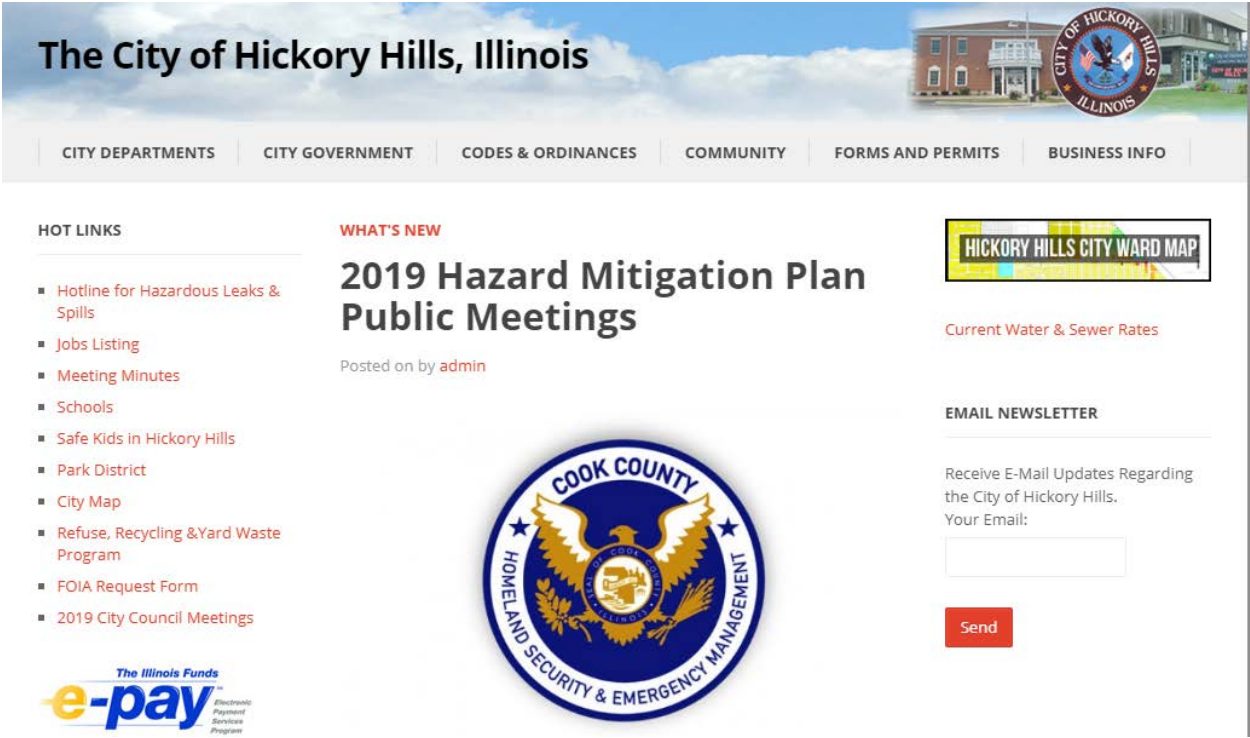 The City of Hickory Hills, Illinois
CITY OF HICKORY HILLS
ILLINOIS
CITY DEPARTMENTS
CITY GOVERNMENT
CODES & ORDINANCES
COMMUNITY
FORMS AND PERMITS
BUSINESS INFO
HOT LINKS
Hotline for Hazardous Leaks &
Spills
Jobs Listing
Meeting Minutes
Schools
Safe Kids in Hickory Hills
Park District
City Map
Refuse, Recycling &Yard Waste
Program
FOIA Request Form
2019 City Council Meetings
The Illinois Funds
e-pay
Electronic
Payment
Services
Program
WHAT'S NEW
2019 Hazard Mitigation Plan
Public Meetings
Posted on by admin
COOK COUNTY
HOMELAND SECURITY & EMERGENCY MANAGEMENT
SEAL OF COOK COUNTY
ILLINOIS
HICKORY HILLS CITY WARD MAP
Current Water & Sewer Rates
EMAIL NEWSLETTER
Receive E-Mail Updates Regarding
the City of Hickory Hills.
Your Email:
Send